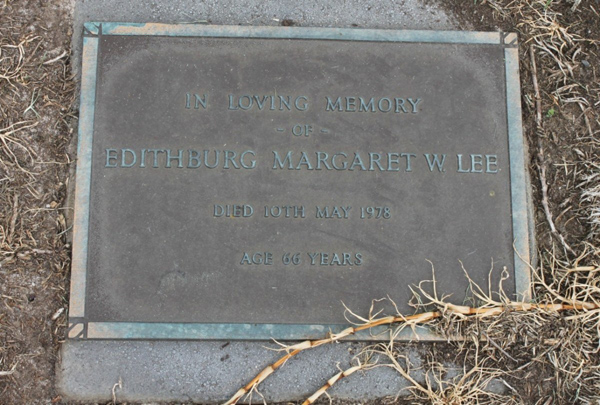 IN LOVING MEMORY
- OF -
EDITHBURG MARGARET W. LEE
DIED 10TH MAY 1978
AGE 66 YEARS